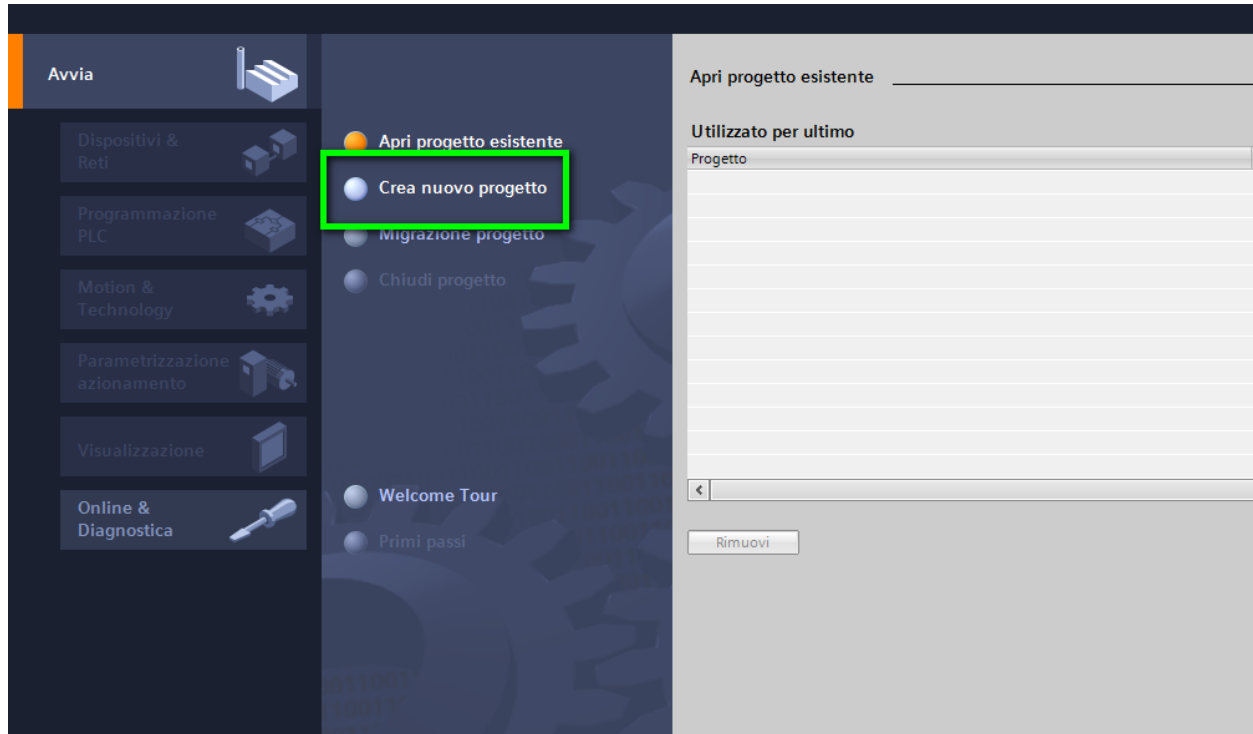 Avvia
Dispositivi &
Reti
Programmazione
PLC
Motion &
Technology
Parametrizzazione
azionamento
Visualizzazione
Online &
Diagnostica
Apri progetto esistente
Crea nuovo progetto
Migrazione progetto
Chiudi progetto
Welcome Tour
Primi passi
Apri progetto esistente
Utilizzato per ultimo
Progetto
Rimuovi